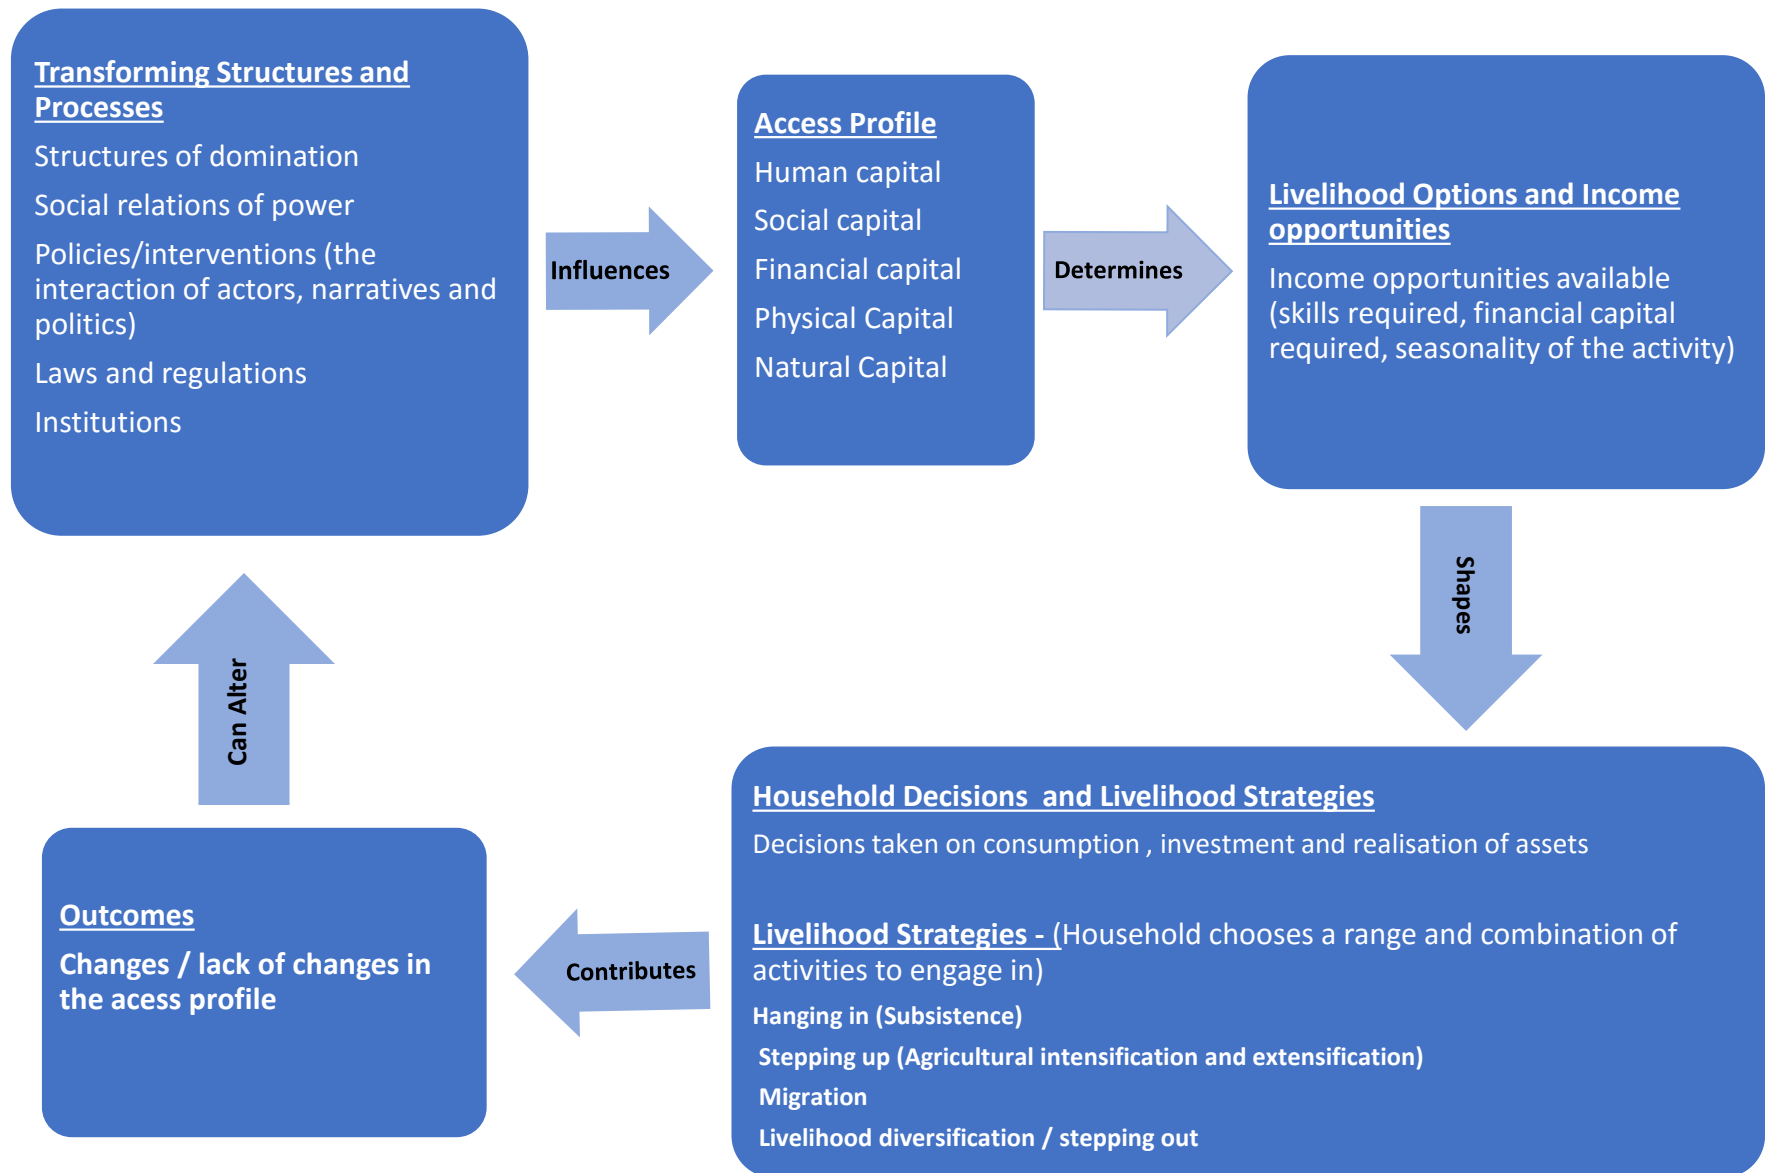 Transforming Structures and
Processes
Structures of domination
Social relations of power
Policies/interventions (the
interaction of actors, narratives and
politics)
Laws and regulations
Institutions
Influences
Access Profile
Human capital
Social capital
Financial capital
Physical Capital
Natural Capital
Determines
Livelihood Options and Income
opportunities
Income opportunities available
(skills required, financial capital
required, seasonality of the activity)
Shapes
Household Decisions  and Livelihood Strategies
Decisions taken on consumption , investment and realisation of assets
Livelihood Strategies - (Household chooses a range and combination of
activities to engage in)
Hanging in (Subsistence)
Stepping up (Agricultural intensification and extensification)
Migration
Livelihood diversification / stepping out
Contributes
Outcomes
Changes / lack of changes in
the acess profile
Can Alter